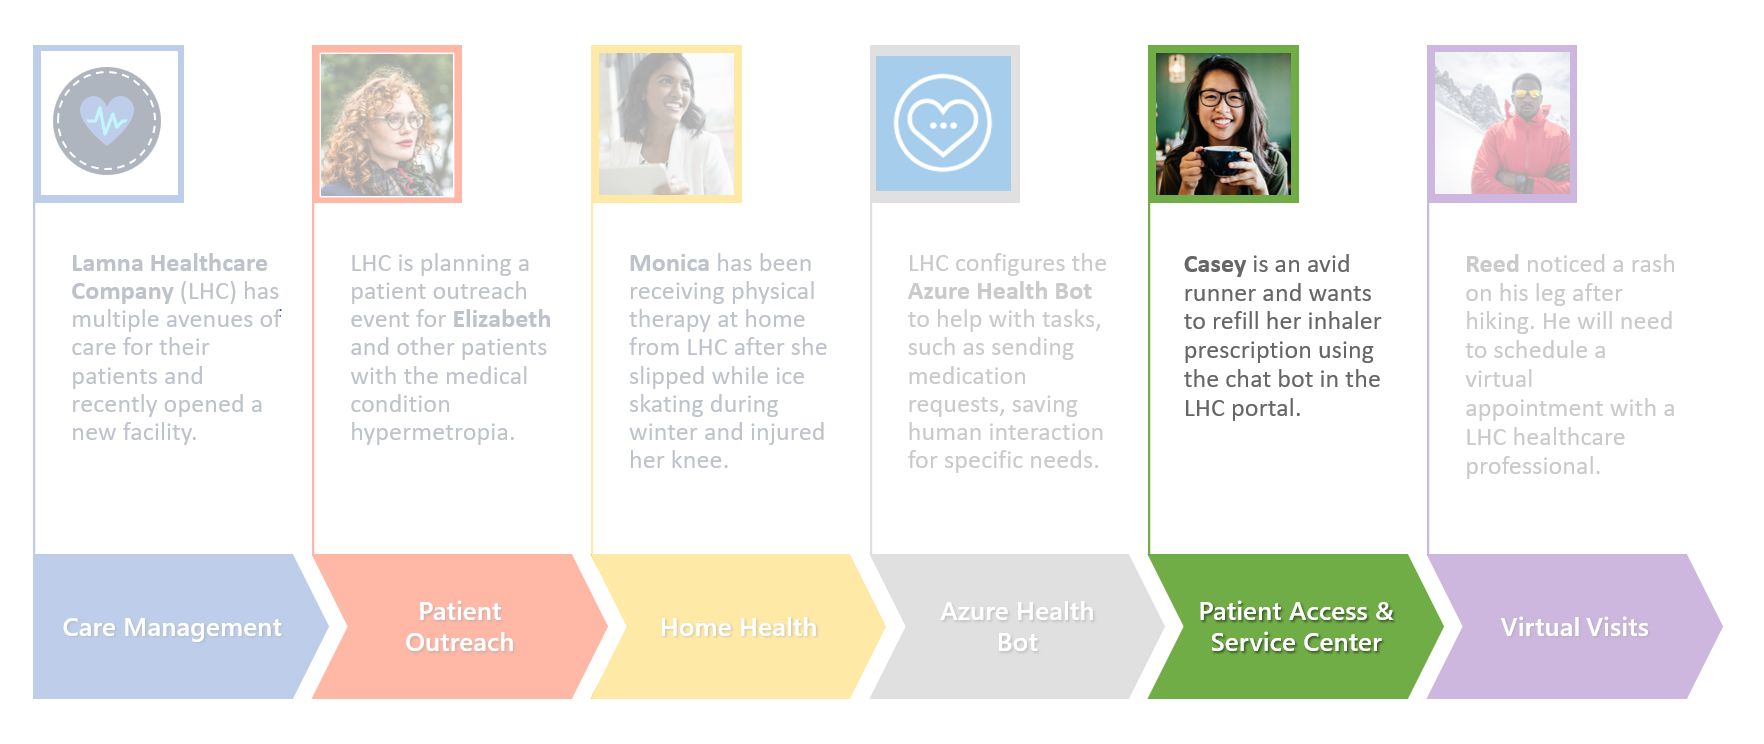 Lamna Healthcare
Company (LHC) has
multiple avenues of
care for their
patients and
recently opened a
new facility.
LHC is planning a
patient outreach
event for Elizabeth
and other patients
with the medical
condition
hypermetropia.
Monica has been
receiving physical
therapy at home
from LHC after she
slipped while ice
skating during
winter and injured
her knee.
LHC configures the
Azure Health Bot
to help with tasks,
such as sending
medication
requests, saving
human interaction
for specific needs.
Casey is an avid
runner and wants
to refill her inhaler
prescription using
the chat bot in the
LHC portal.
Reed noticed a rash
on his leg after
hiking. He will need
to schedule a
virtual
appointment with a
LHC healthcare
professional.
Care Management
Patient
Outreach
Home Health
Azure Health
Bot
Patient Access &
Service Center
Virtual Visits